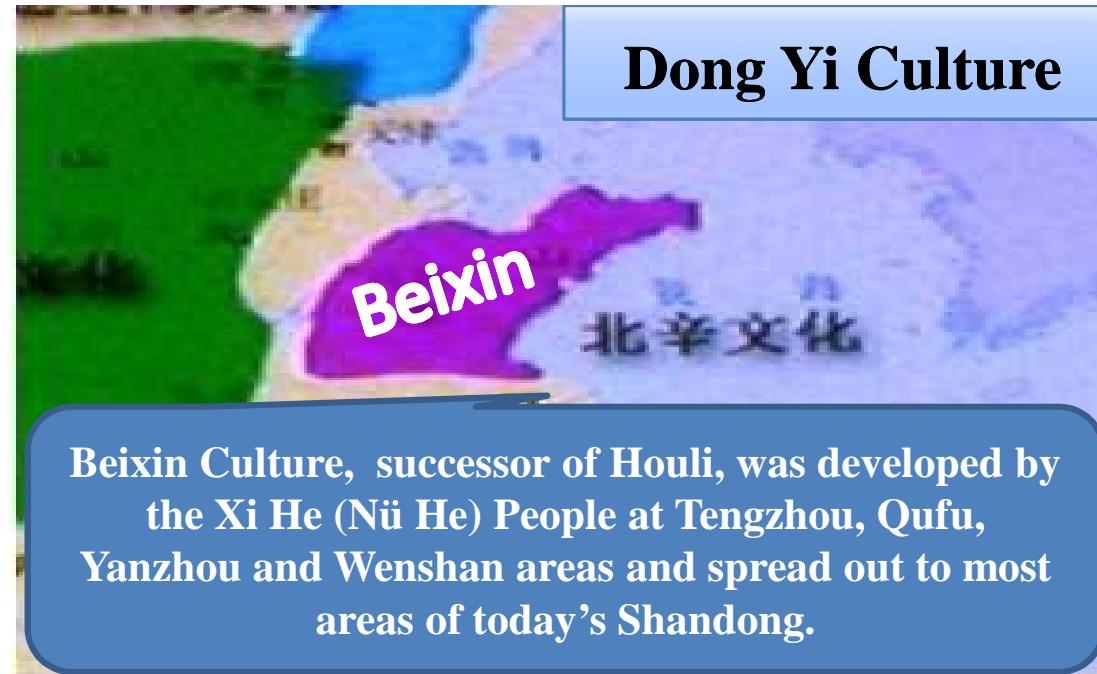 Dong Yi Culture
Beixin
北辛文化
Beixin Culture, successor of Houli, was developed by
the Xi He (Nü He) People at Tengzhou, Qufu,
Yanzhou and Wenshan areas and spread out to most
areas of today's Shandong.